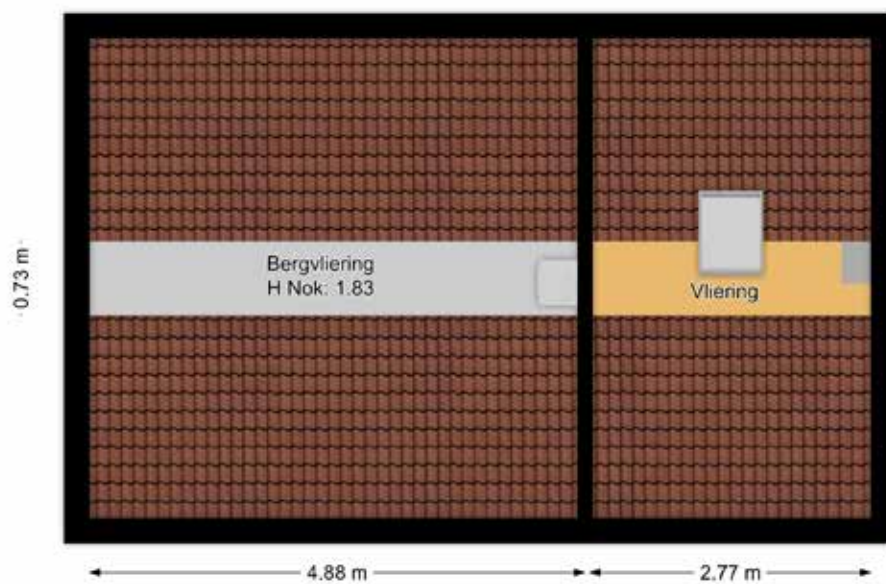 Bergvliering
H Nok: 1.83
Vliering
0.73 m
4.88 m
2.77 m